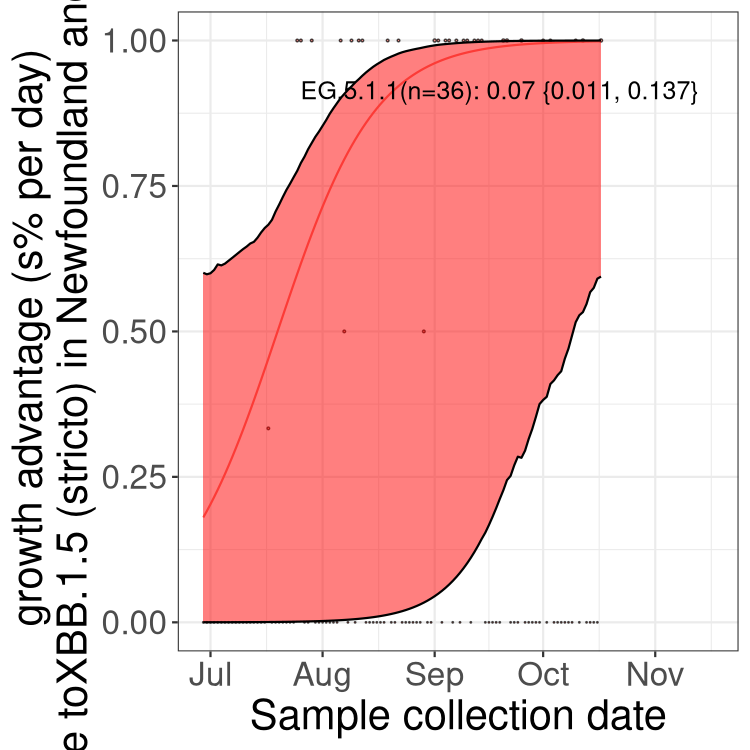 growth advantage (s% per day)
toXBB.1.5 (stricto) in Newfoundland
1.00
0.75
0.50
0.25
0.00
EG.5.1.1(n=36): 0.07 {0.011, 0.137}
Jul Aug Sep Oct Nov
Sample collection date